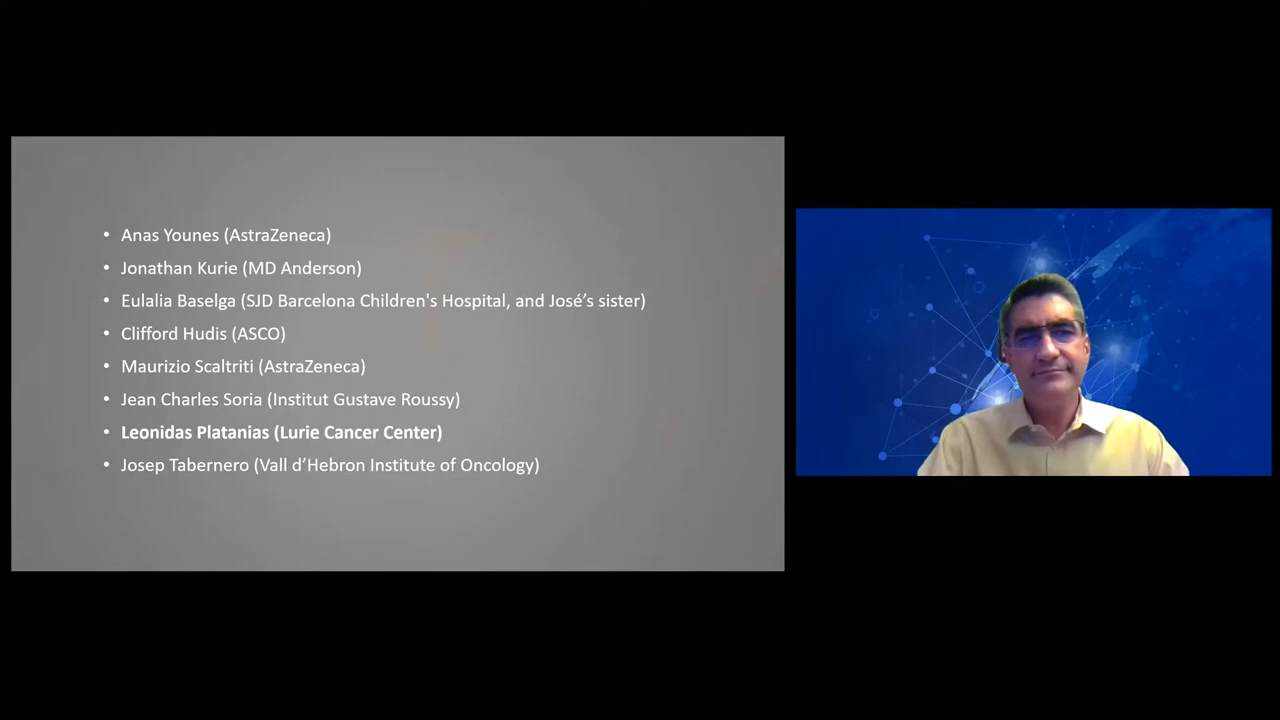 • Anas Younes (AstraZeneca)
• Jonathan Kurie (MD Anderson)
• Eulalia Baselga (SJD Barcelona Children's Hospital, and José’s sister)
• Clifford Hudis (ASCO)
• Maurizio Scaltriti (AstraZeneca)
• Jean Charles Soria (Institut Gustave Roussy)
• Leonidas Platanias (Lurie Cancer Center)
• Josep Tabernero (Vall d’Hebron Institute of Oncology)